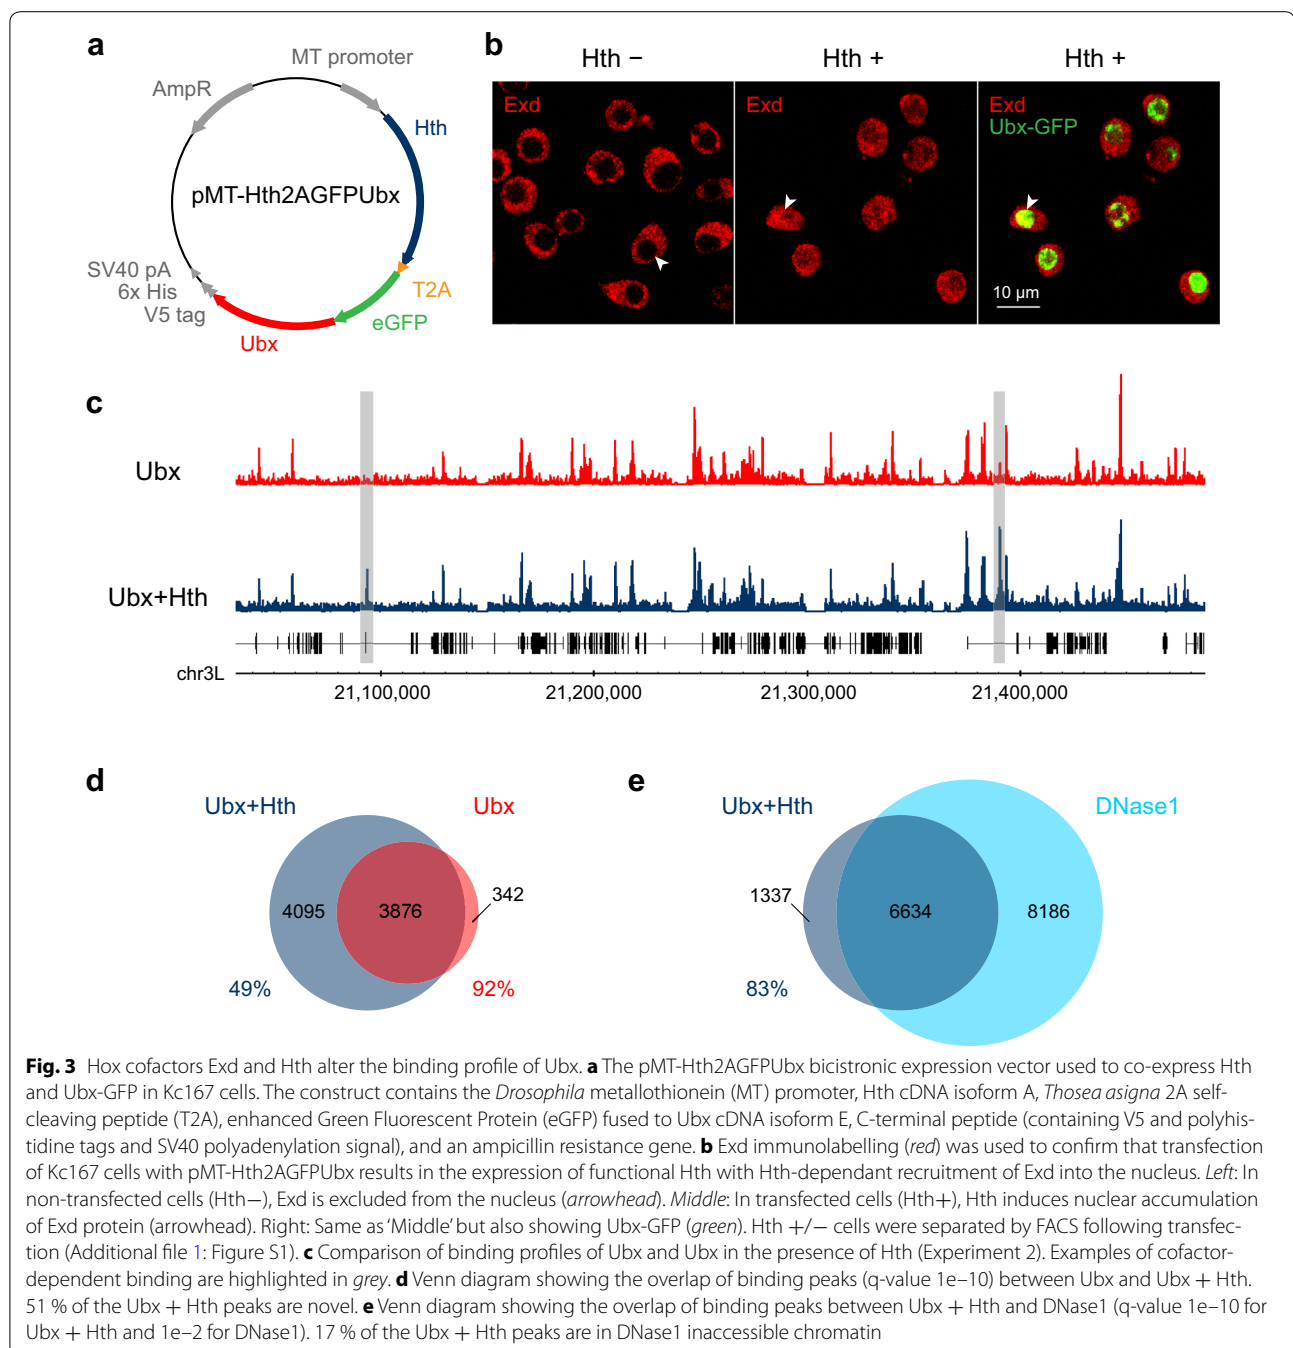 a
MT promoter
AmpR
Hth
pMT-Hth2AGFPUbx
SV40 pA
6x His
V5 tag
T2A
eGFP
Ubx
b
Hth −
Hth +
Hth +
Exd
Exd
Exd
Ubx-GFP
10 µm
c
Ubx
Ubx+Hth
chr3L
21,100,000
21,200,000
21,300,000
21,400,000
d
Ubx+Hth
Ubx
4095
3876
342
49%
92%
e
Ubx+Hth
DNase1
1337
6634
8186
83%
Fig. 3 Hox cofactors Exd and Hth alter the binding profile of Ubx. a The pMT-Hth2AGFPUbx bicistronic expression vector used to co-express Hth
and Ubx-GFP in Kc167 cells. The construct contains the Drosophila metallothionein (MT) promoter, Hth cDNA isoform A, Thosea asigna 2A self-
cleaving peptide (T2A), enhanced Green Fluorescent Protein (eGFP) fused to Ubx cDNA isoform E, C-terminal peptide (containing V5 and polyhis-
tidine tags and SV40 polyadenylation signal), and an ampicillin resistance gene. b Exd immunolabelling (red) was used to confirm that transfection
of Kc167 cells with pMT-Hth2AGFPUbx results in the expression of functional Hth with Hth-dependant recruitment of Exd into the nucleus. Left: In
non-transfected cells (Hth−), Exd is excluded from the nucleus (arrowhead). Middle: In transfected cells (Hth+), Hth induces nuclear accumulation
of Exd protein (arrowhead). Right: Same as ‘Middle’ but also showing Ubx-GFP (green). Hth +/− cells were separated by FACS following transfec-
tion (Additional file 1: Figure S1). c Comparison of binding profiles of Ubx and Ubx in the presence of Hth (Experiment 2). Examples of cofactor-
dependent binding are highlighted in grey. d Venn diagram showing the overlap of binding peaks (q-value 1e–10) between Ubx and Ubx + Hth.
51 % of the Ubx + Hth peaks are novel. e Venn diagram showing the overlap of binding peaks between Ubx + Hth and DNase1 (q-value 1e–10 for
Ubx + Hth and 1e–2 for DNase1). 17 % of the Ubx + Hth peaks are in DNase1 inaccessible chromatin